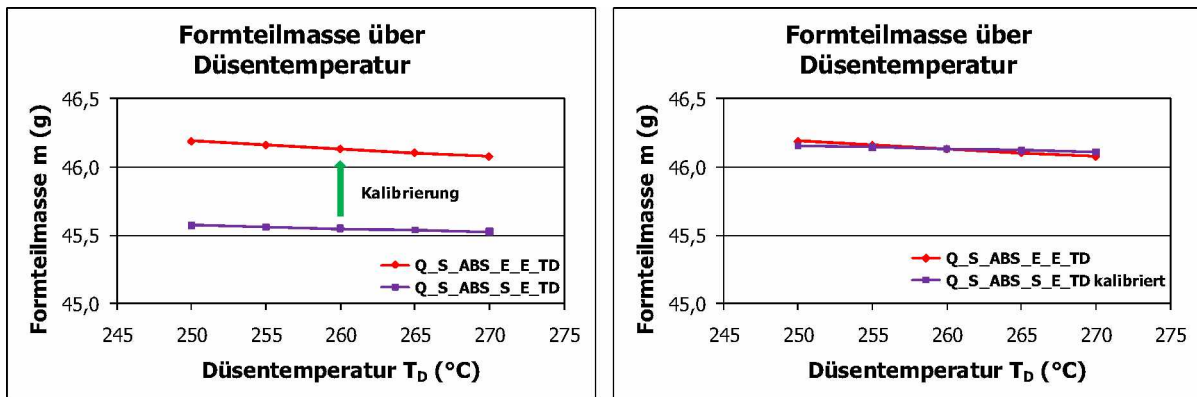 Formteilmasse über
Düsentemperatur
Formteilmasse m (g)
46,5
46,0
45,5
45,0
Kalibrierung
Q_S_ABS_E_E_TD
Q_S_ABS_S_E_TD
245 250 255 260 265 270 275
Düsentemperatur T_D (°C)
Formteilmasse über
Düsentemperatur
Formteilmasse m (g)
46,5
46,0
45,5
45,0
Q_S_ABS_E_E_TD
Q_S_ABS_S_E_TD kalibriert
245 250 255 260 265 270 275
Düsentemperatur T_D (°C)